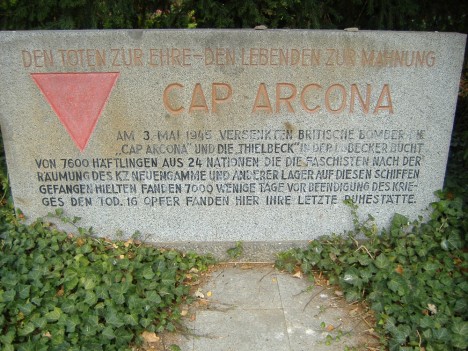 DEN TOTEN ZUR EHRE - DEN LEBENDEN ZUR MAHNUNG
CAP - ARCONA
AM 3. MAI 1945 VERSENKTEN BRITISCHE BOMBER DIE
„CAP ARCONA" UND DIE „THIELBECK" IN DER LÜBECKER BUCHT
VON 7600 HÄFTLINGEN AUS 24 NATIONEN, DIE DIE FASCHISTEN NACH DER
RÄUMUNG DES KZ NEUENGAMME UND ANDERER LAGER AUF DIESEN SCHIFFEN
GEFANGEN HIELTEN FANDEN 7000 WENIGE TAGE VOR BEENDIGUNG DES KRIE-
GES DEN TOD. 16 OPFER FANDEN HIER IHRE LETZTE RUHESTÄTTE.